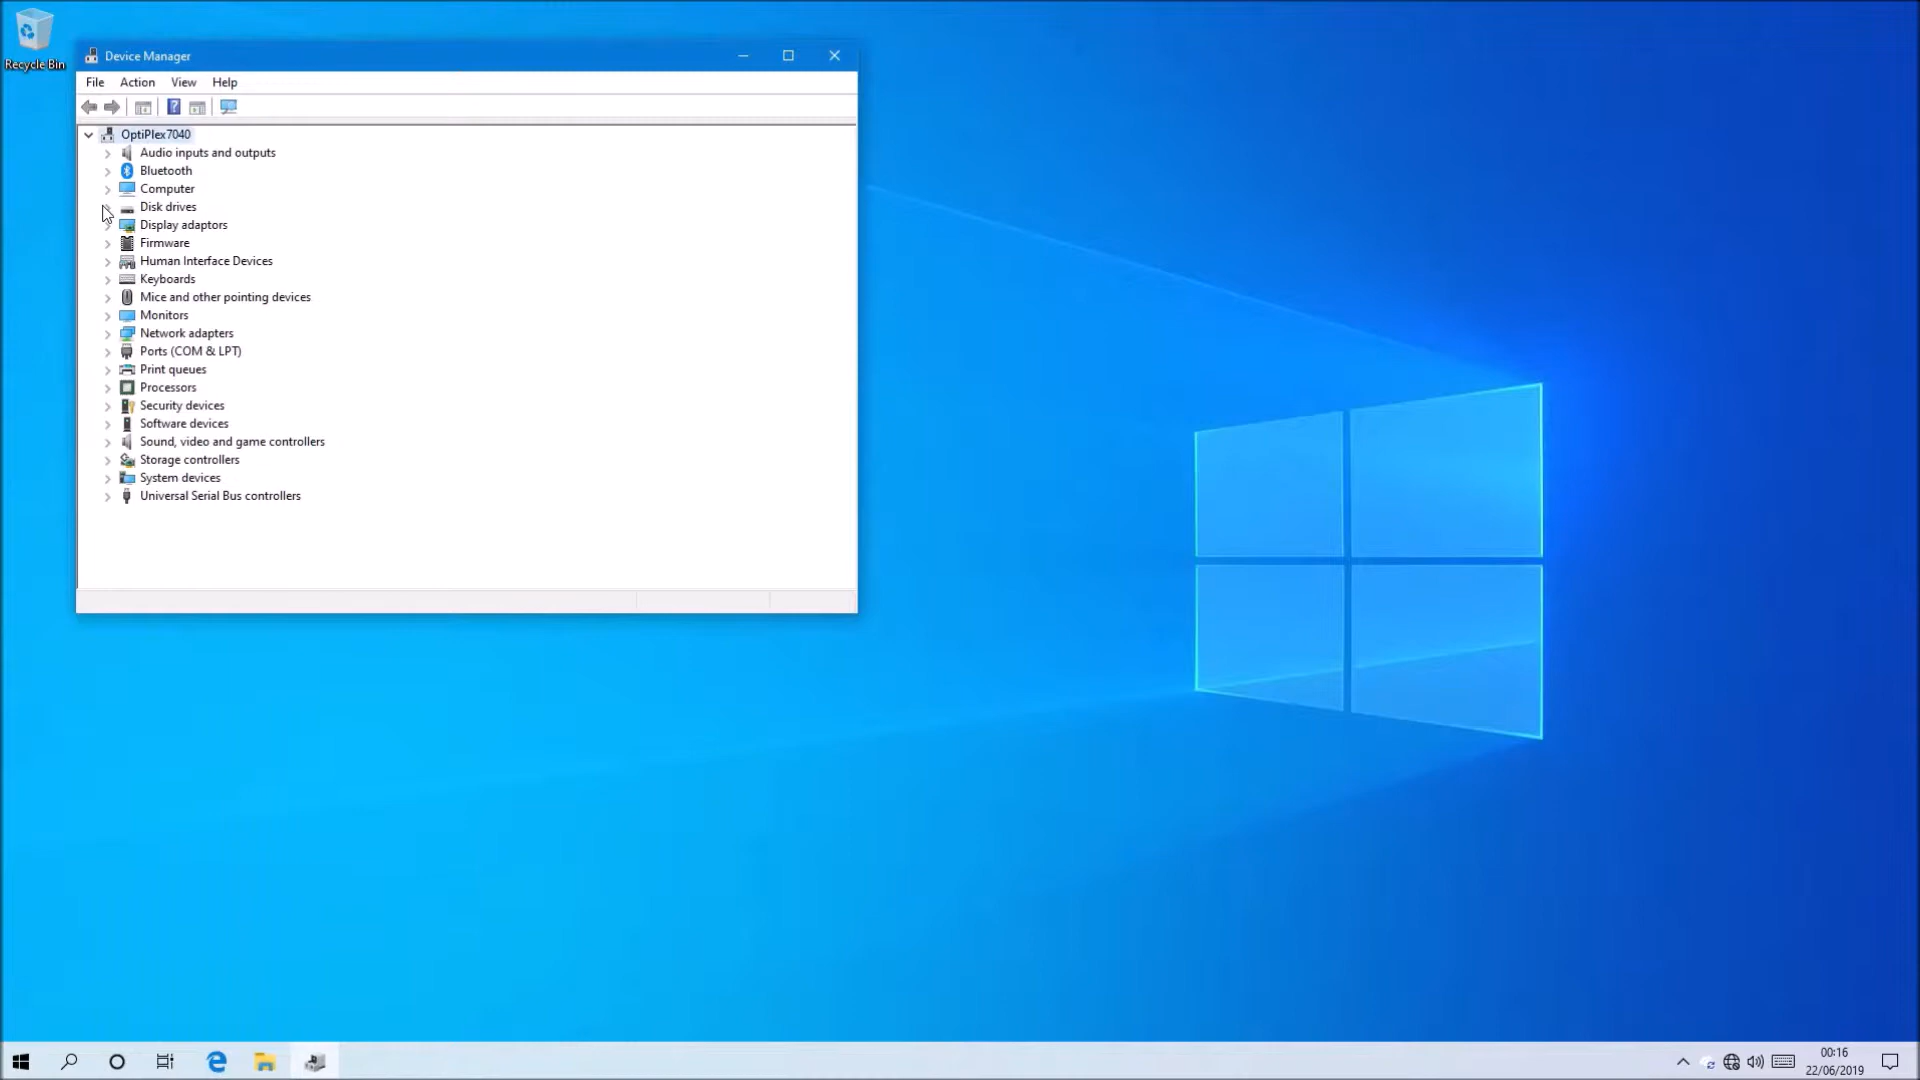 Recycle Bin
Device Manager
File Action View Help
OptiPlex7040
Audio inputs and outputs
Bluetooth
Computer
Disk drives
Display adaptors
Firmware
Human Interface Devices
Keyboards
Mice and other pointing devices
Monitors
Network adapters
Ports (COM & LPT)
Print queues
Processors
Security devices
Software devices
Sound, video and game controllers
Storage controllers
System devices
Universal Serial Bus controllers
00:16
22/06/2019